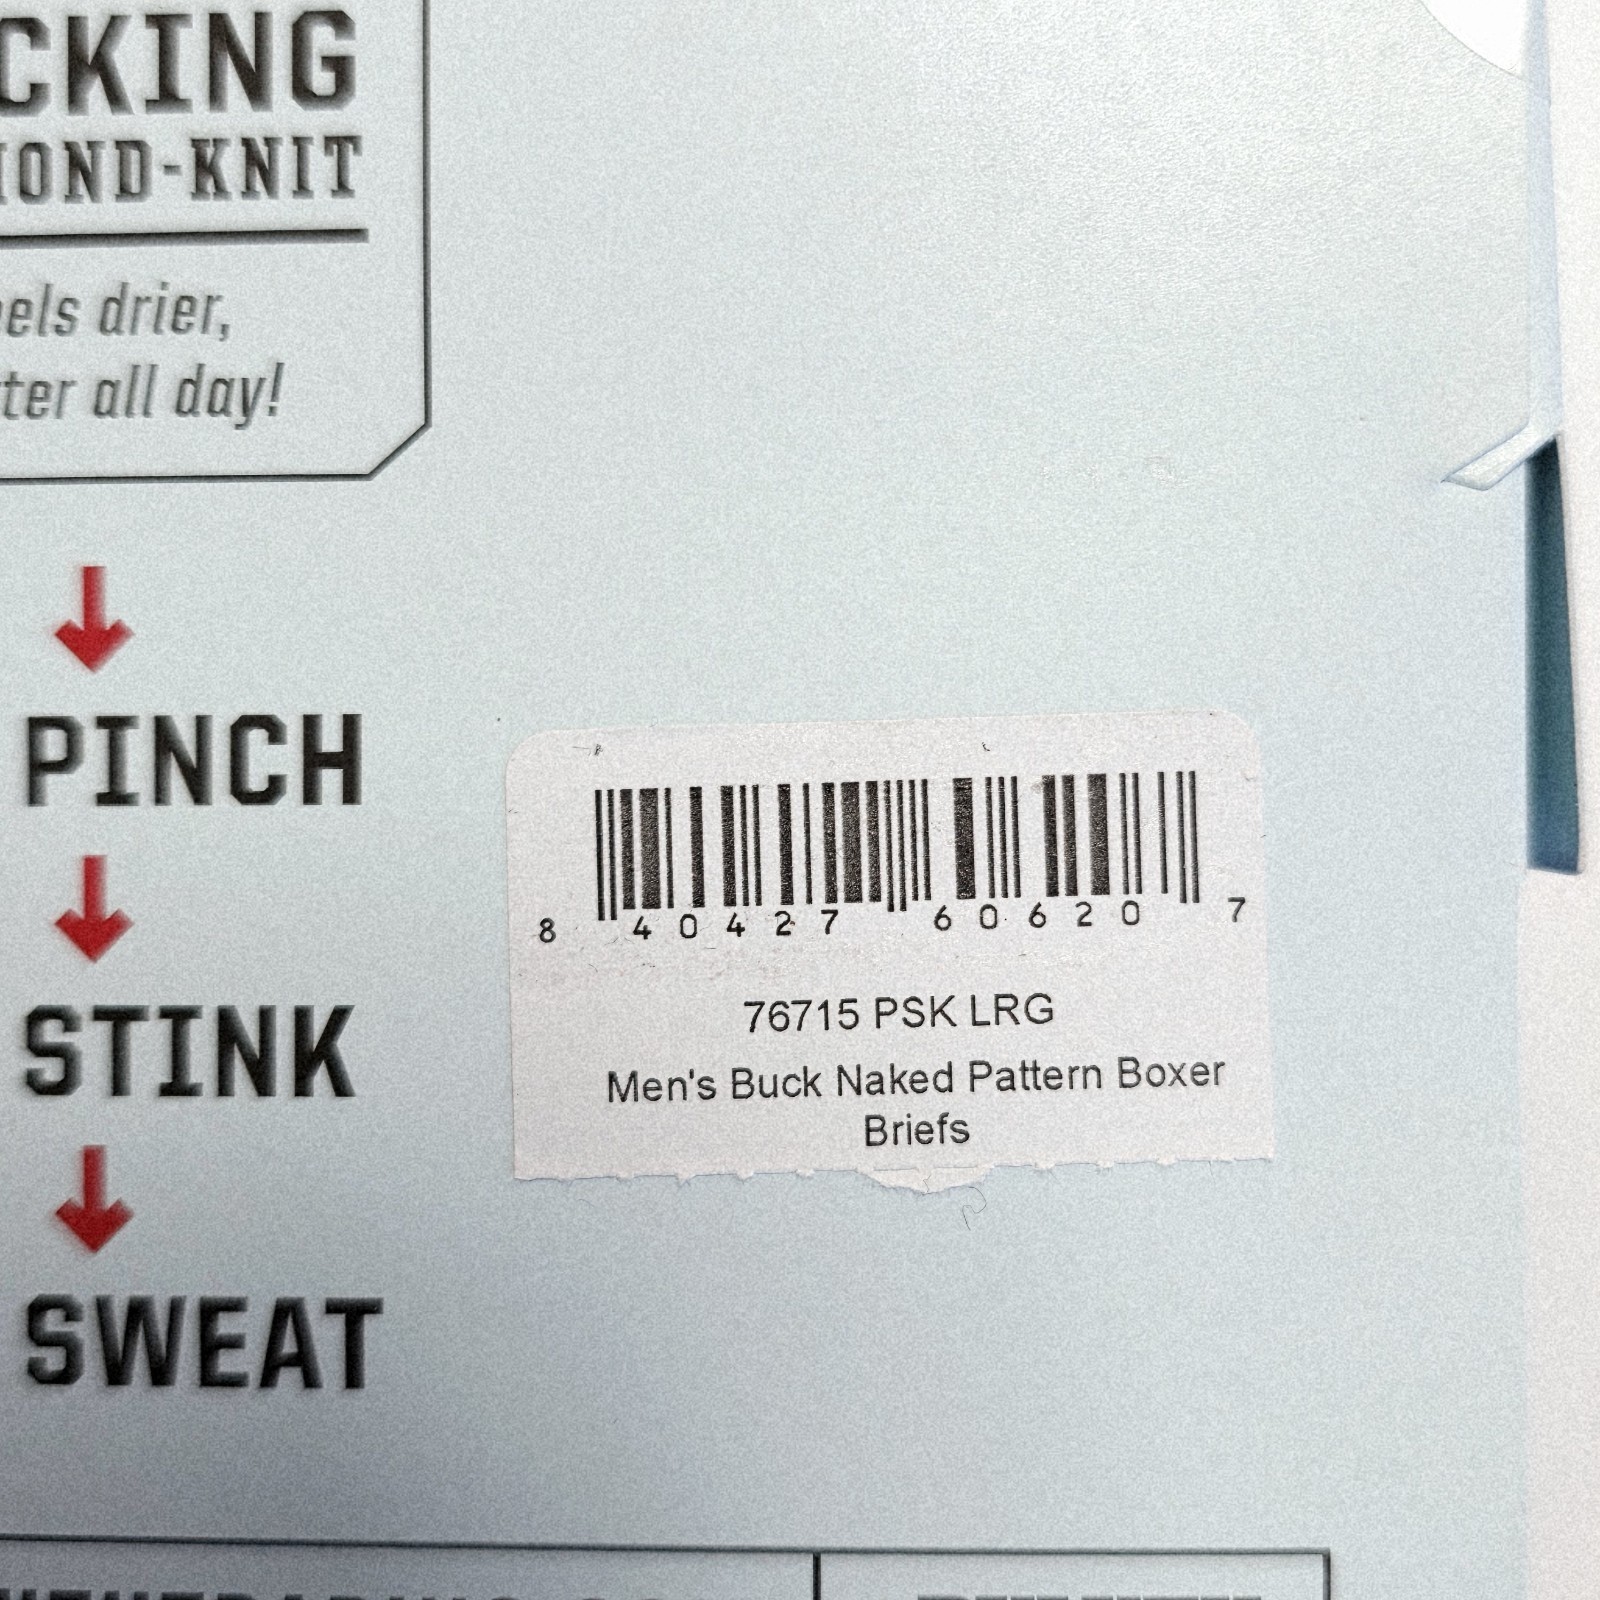 CKING
OND-KNIT
els drier,
ter all day!
PINCH
STINK
SWEAT
8 40427 60620 7
76715 PSK LRG
Men's Buck Naked Pattern Boxer
Briefs